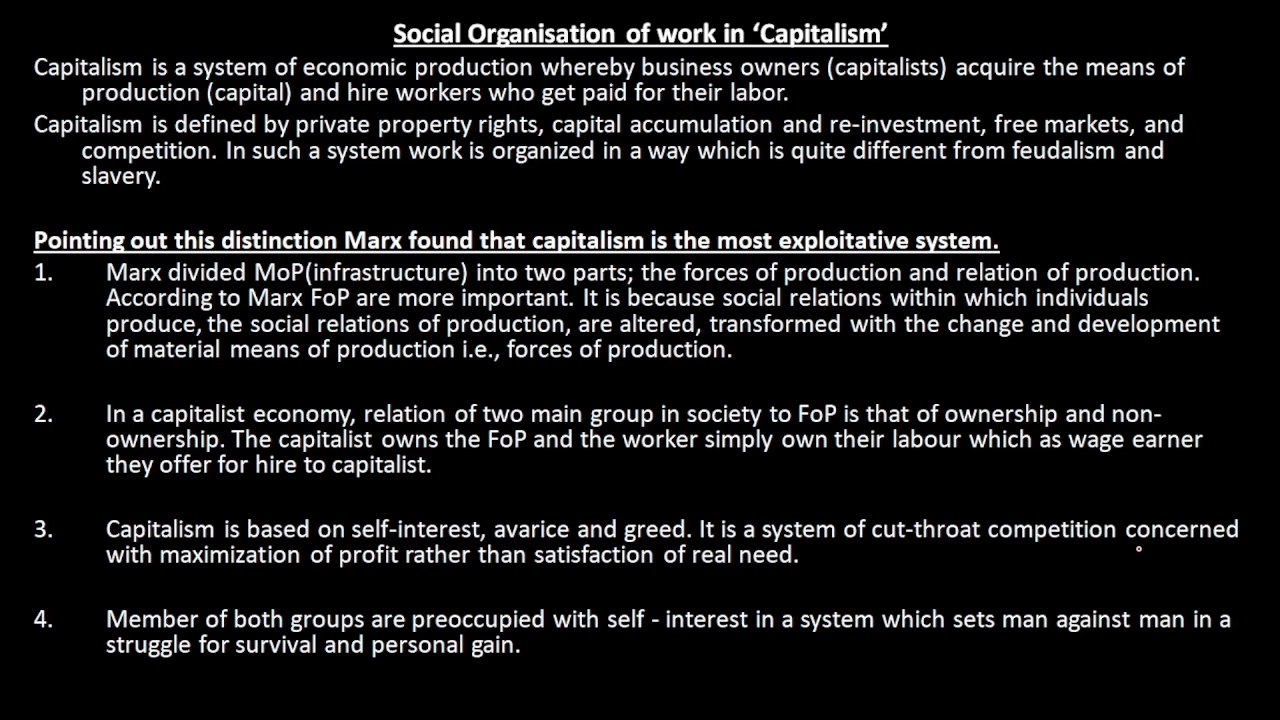 Social Organisation of work in ‘Capitalism’
Capitalism is a system of economic production whereby business owners (capitalists) acquire the means of
production (capital) and hire workers who get paid for their labor.
Capitalism is defined by private property rights, capital accumulation and re-investment, free markets, and
competition. In such a system work is organized in a way which is quite different from feudalism and
slavery.
Pointing out this distinction Marx found that capitalism is the most exploitative system.
1. Marx divided MoP(infrastructure) into two parts; the forces of production and relation of production.
According to Marx FoP are more important. It is because social relations within which individuals
produce, the social relations of production, are altered, transformed with the change and development
of material means of production i.e., forces of production.
2. In a capitalist economy, relation of two main group in society to FoP is that of ownership and non-
ownership. The capitalist owns the FoP and the worker simply own their labour which as wage earner
they offer for hire to capitalist.
3. Capitalism is based on self-interest, avarice and greed. It is a system of cut-throat competition concerned
with maximization of profit rather than satisfaction of real need.
4. Member of both groups are preoccupied with self - interest in a system which sets man against man in a
struggle for survival and personal gain.